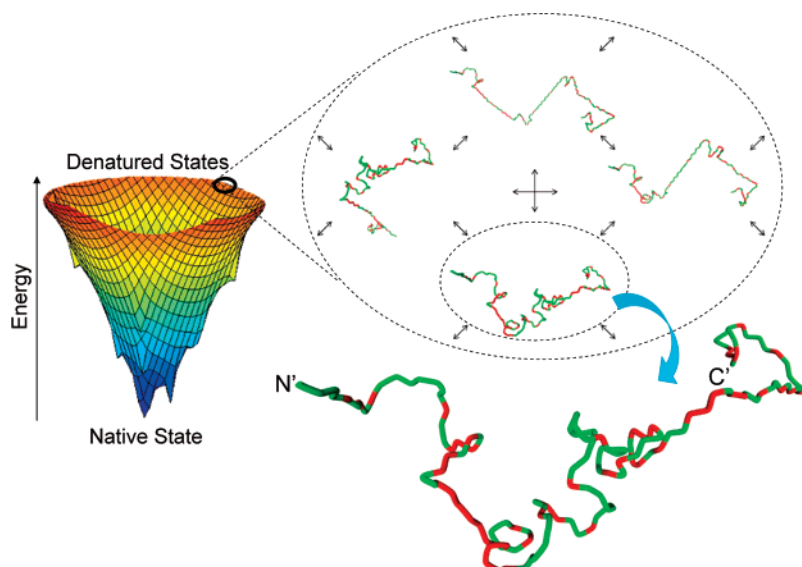 Denatured States
Energy
Native State
N'
C'